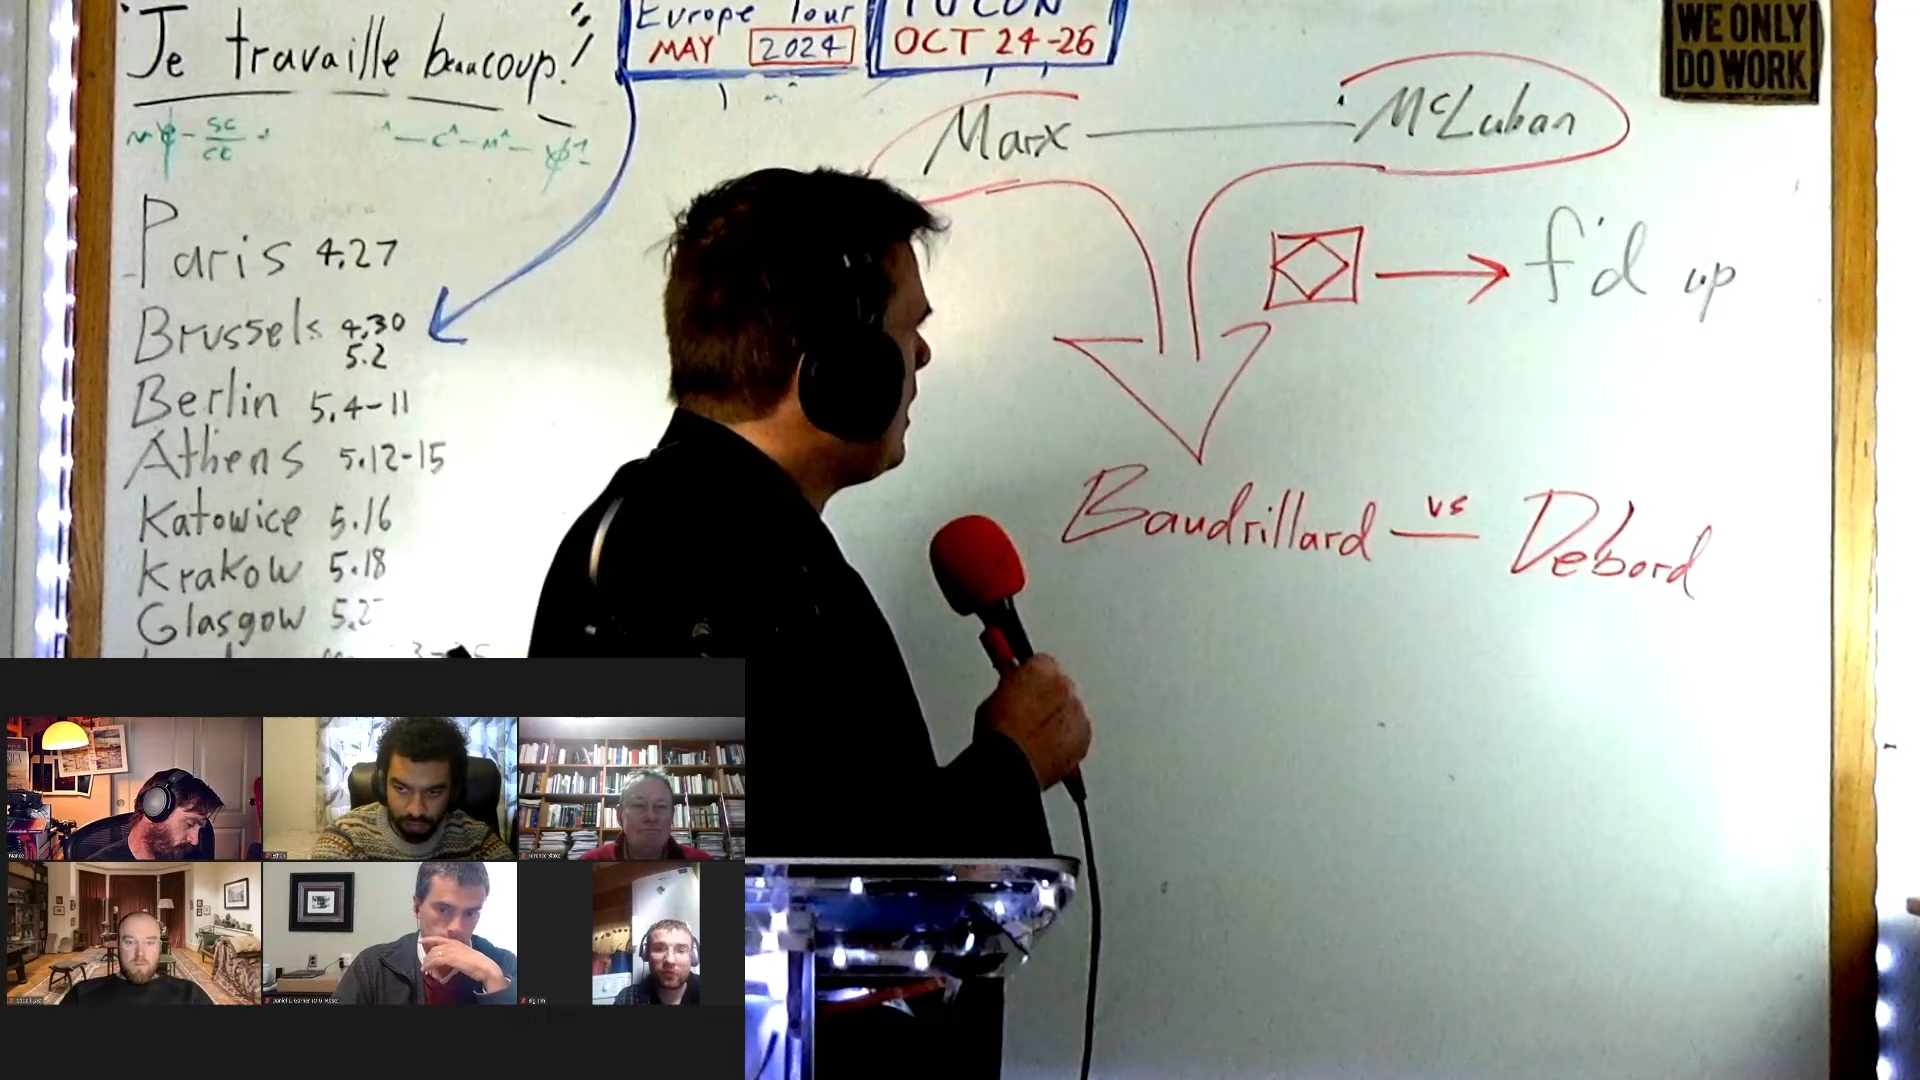 "Je travaille beaucoup!"
Europe Tour
MAY 2024
TUCON
OCT 24-26
WE ONLY
DO WORK
Marx
McLuhan
Paris 4.27
f'd up
Brussels 4.30
5.2
Berlin 5.4-11
Athens 5.12-15
Katowice 5.16
Krakow 5.18
Glasgow
Baudrillard vs Debord